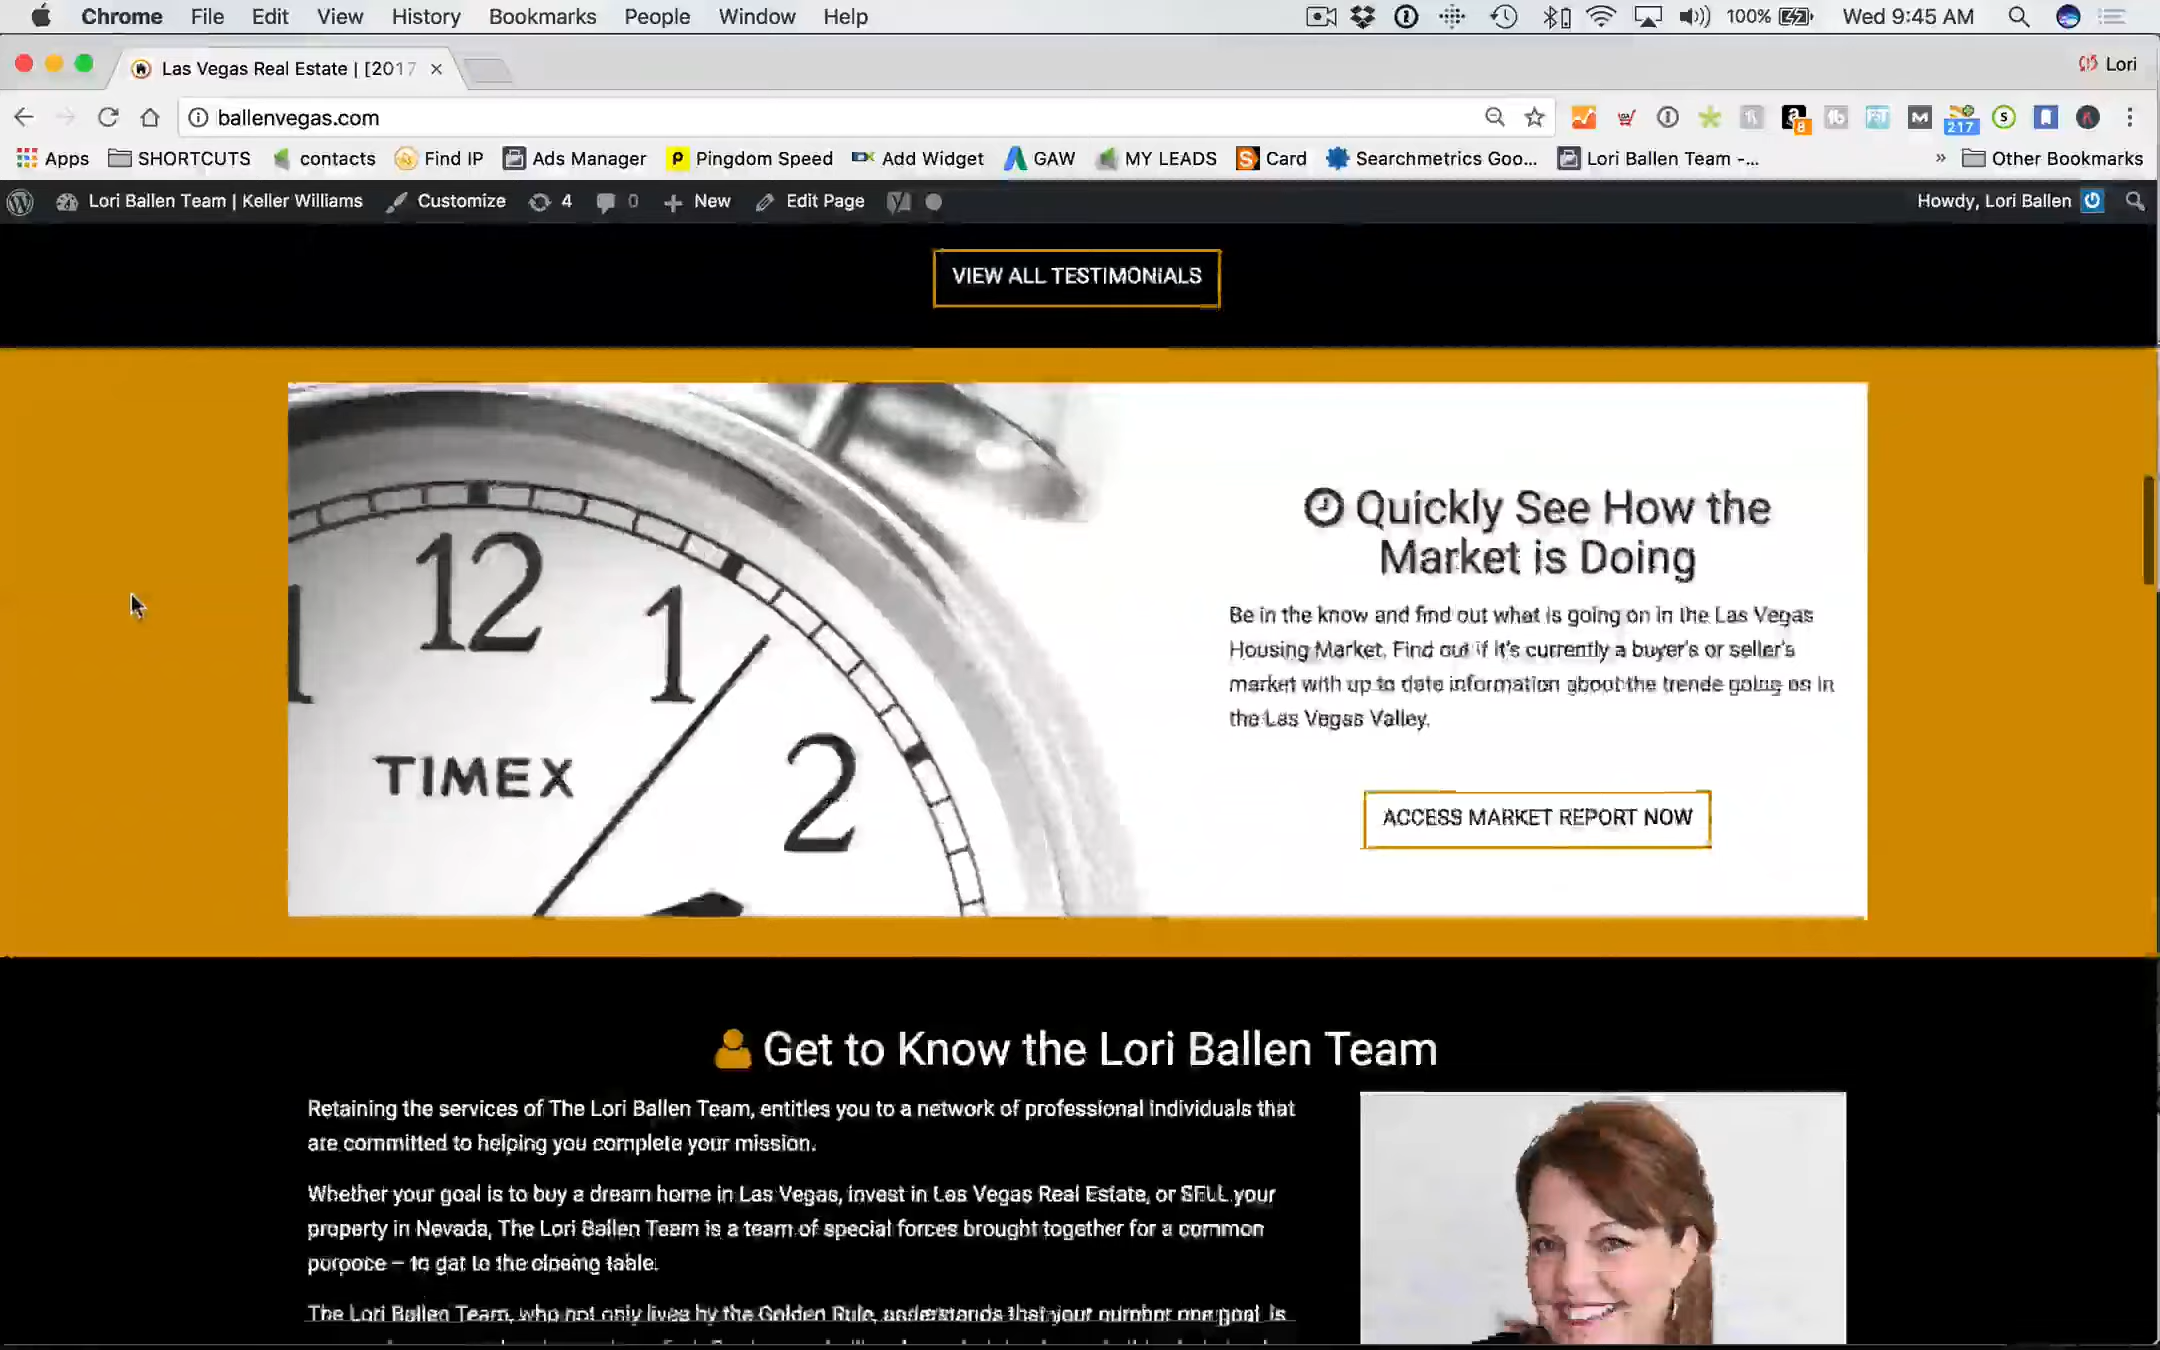 Chrome File Edit View History Bookmarks People Window Help 100% Wed 9:45 AM
Las Vegas Real Estate | [2017 Lori
ballenvegas.com 8 217
Apps SHORTCUTS contacts Find IP Ads Manager Pingdom Speed Add Widget GAW MY LEADS Card Searchmetrics Goo... Lori Ballen Team -... » Other Bookmarks
Lori Ballen Team | Keller Williams Customize 4 0 New Edit Page Howdy, Lori Ballen
VIEW ALL TESTIMONIALS
12
1
2
TIMEX
Quickly See How the
Market is Doing
Be in the know and find out what is going on in the Las Vegas
Housing Market. Find out if it's currently a buyer's or seller's
market with up to date information about the trends going on in
the Las Vegas Valley.
ACCESS MARKET REPORT NOW
Get to Know the Lori Ballen Team
Retaining the services of The Lori Ballen Team, entitles you to a network of professional individuals that
are committed to helping you complete your mission.
Whether your goal is to buy a dream home in Las Vegas, invest in Las Vegas Real Estate, or SELL your
property in Nevada, The Lori Ballen Team is a team of special forces brought together for a common
purpose – to get to the closing table.
The Lori Ballen Team, who not only lives by the Golden Rule, understands that your number one goal is